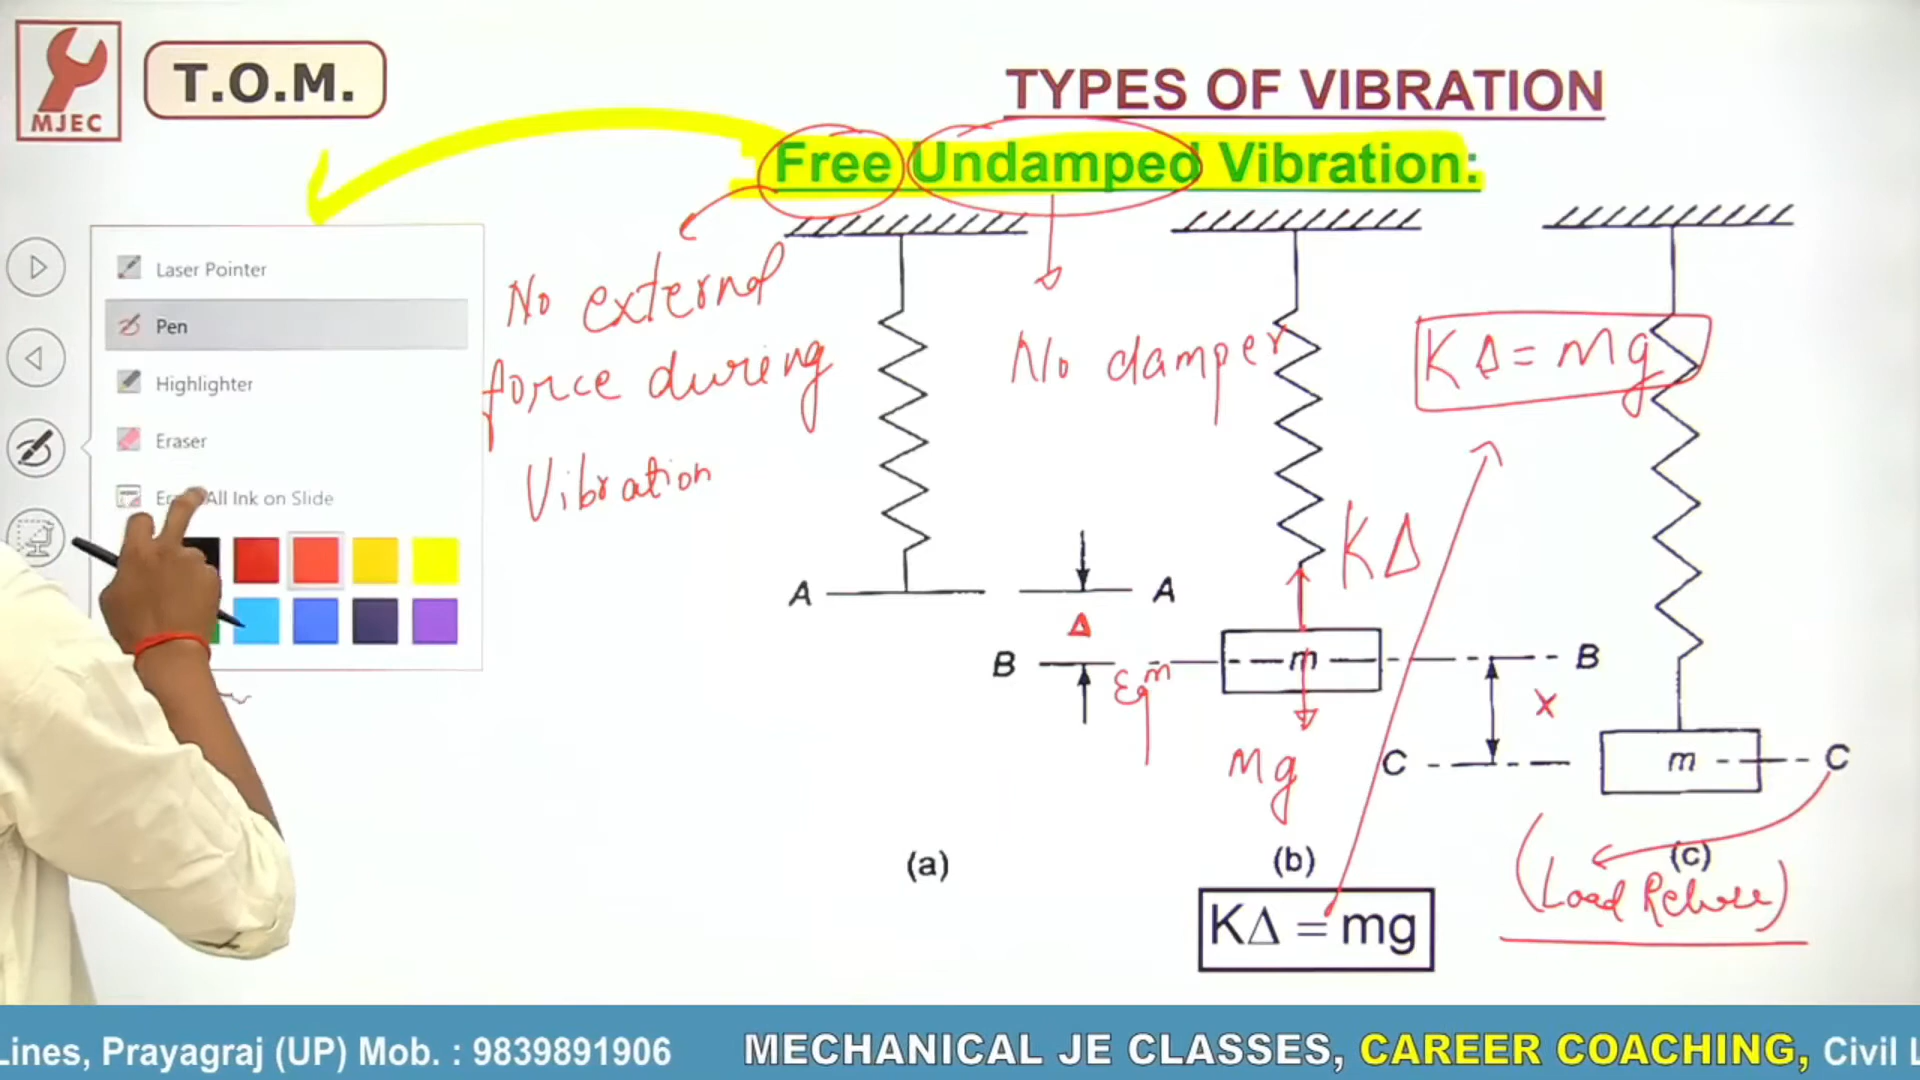 MJEC
T.O.M.
TYPES OF VIBRATION
Free Undamped Vibration:
Laser Pointer
Pen
Highlighter
Eraser
All Ink on Slide
No external
force during
Vibration
No damper
KΔ = mg
KΔ
A
A
Δ
B
Eqm
m
B
x
mg
C
m
C
(a)
(b)
(c)
(Load Release)
KΔ = mg
Lines, Prayagraj (UP) Mob. : 9839891906
MECHANICAL JE CLASSES, CAREER COACHING, Civil L